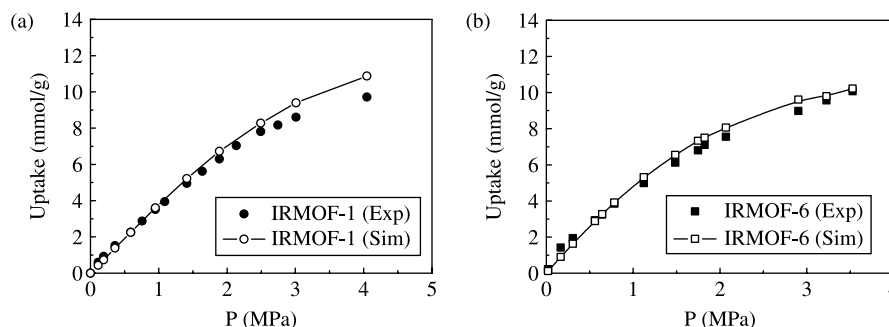 (a)
14
12
10
8
6
4
2
0
Uptake (mmol/g)
IRMOF-1 (Exp)
IRMOF-1 (Sim)
0 1 2 3 4 5
P (MPa)
(b)
14
12
10
8
6
4
2
0
Uptake (mmol/g)
IRMOF-6 (Exp)
IRMOF-6 (Sim)
0 1 2 3 4
P (MPa)